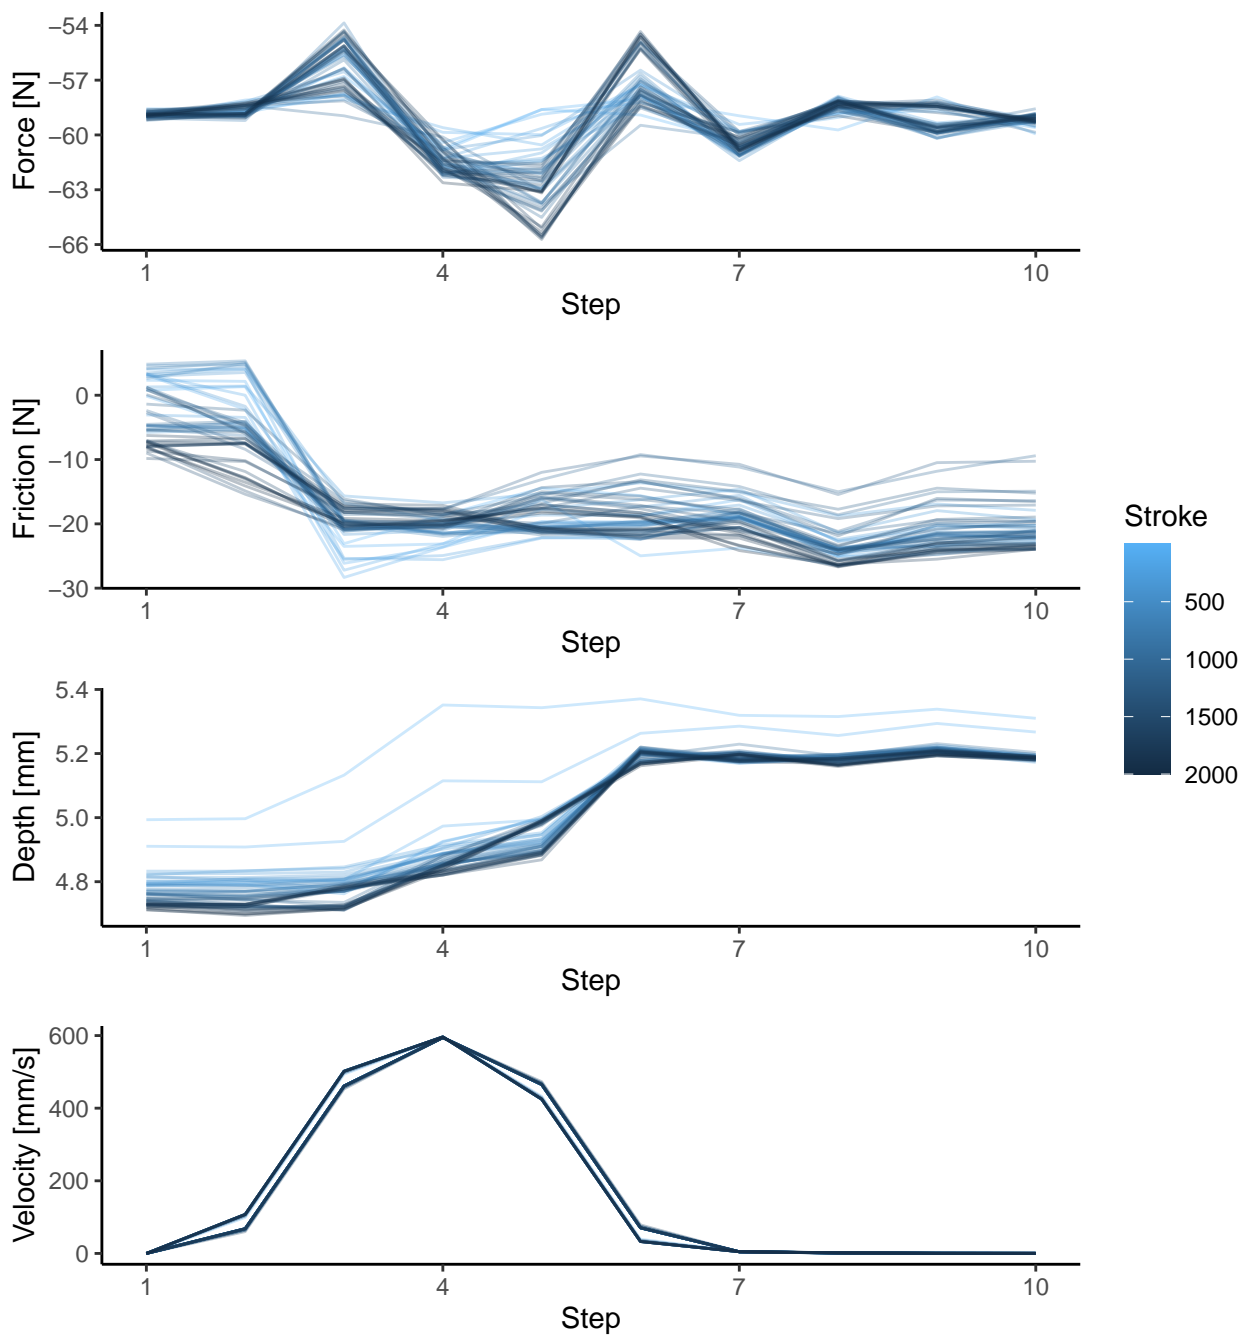 −54
−57
−60
−63
−66
Force [N]
1 4 7 10
Step
0
−10
−20
−30
Friction [N]
1 4 7 10
Step
Stroke
500
1000
1500
2000
5.4
5.2
5.0
4.8
Depth [mm]
1 4 7 10
Step
600
400
200
0
Velocity [mm/s]
1 4 7 10
Step